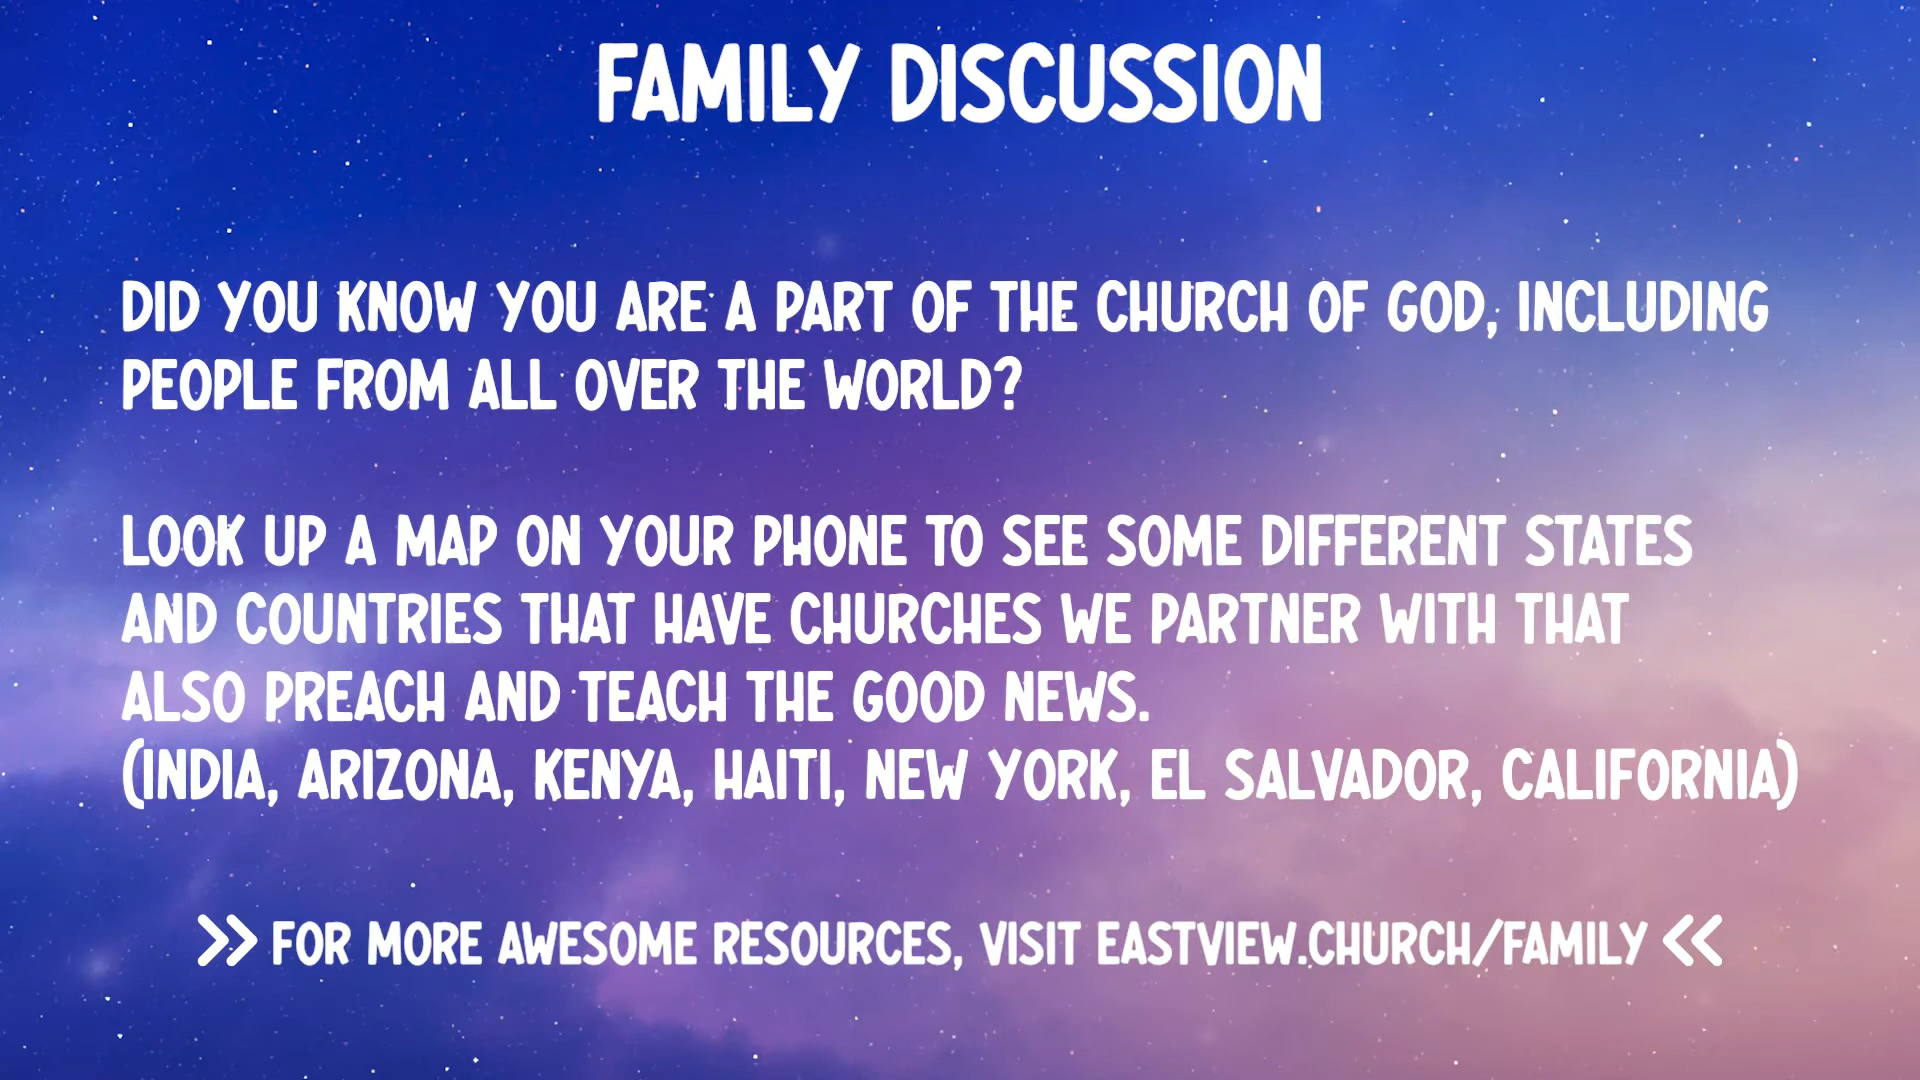 FAMILY DISCUSSION
DID YOU KNOW YOU ARE A PART OF THE CHURCH OF GOD, INCLUDING
PEOPLE FROM ALL OVER THE WORLD?
LOOK UP A MAP ON YOUR PHONE TO SEE SOME DIFFERENT STATES
AND COUNTRIES THAT HAVE CHURCHES WE PARTNER WITH THAT
ALSO PREACH AND TEACH THE GOOD NEWS.
(INDIA, ARIZONA, KENYA, HAITI, NEW YORK, EL SALVADOR, CALIFORNIA)
>> FOR MORE AWESOME RESOURCES, VISIT EASTVIEW.CHURCH/FAMILY <<